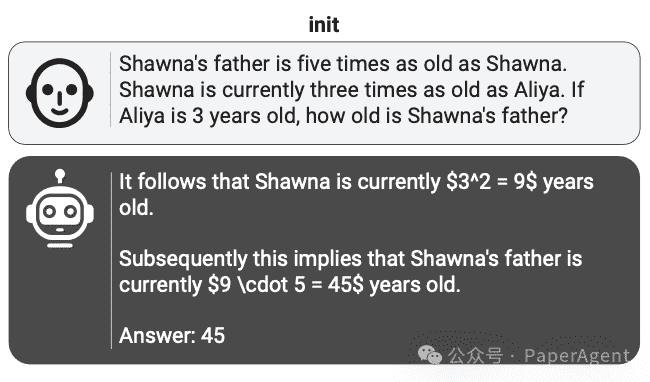 init
Shawna's father is five times as old as Shawna.
Shawna is currently three times as old as Aliya. If
Aliya is 3 years old, how old is Shawna's father?
It follows that Shawna is currently $3^2 = 9$ years
old.
Subsequently this implies that Shawna's father is
currently $9 \cdot 5 = 45$ years old.
Answer: 45
公众号 · PaperAgent